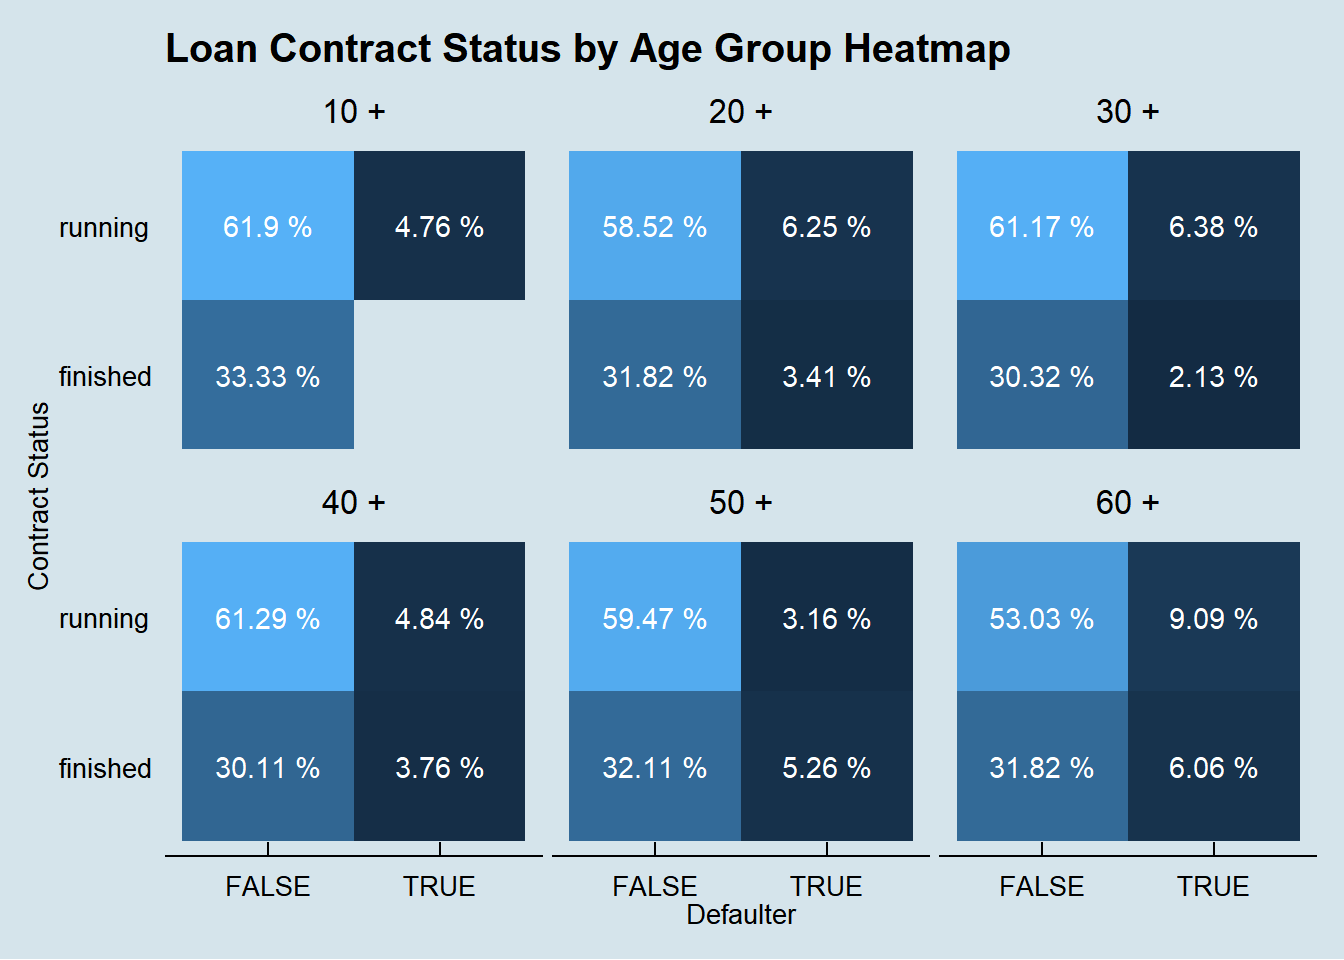 Loan Contract Status by Age Group Heatmap
10 + 20 + 30 +
running 61.9 % 4.76 % 58.52 % 6.25 % 61.17 % 6.38 %
finished 33.33 % 31.82 % 3.41 % 30.32 % 2.13 %
Contract Status
40 + 50 + 60 +
running 61.29 % 4.84 % 59.47 % 3.16 % 53.03 % 9.09 %
finished 30.11 % 3.76 % 32.11 % 5.26 % 31.82 % 6.06 %
FALSE TRUE FALSE TRUE FALSE TRUE
Defaulter